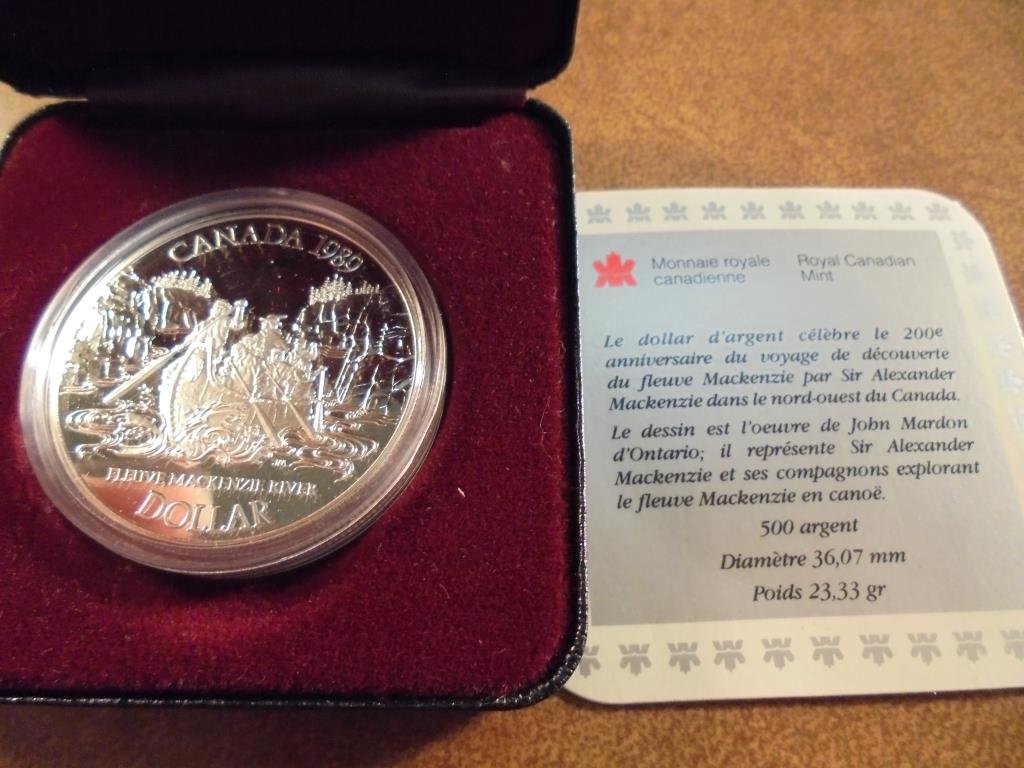 CANADA 1989
FLEUVE MACKENZIE RIVER
DOLLAR
Monnaie royale canadienne
Royal Canadian Mint
Le dollar d'argent célèbre le 200e
anniversaire du voyage de découverte
du fleuve Mackenzie par Sir Alexander
Mackenzie dans le nord-ouest du Canada.
Le dessin est l'oeuvre de John Mardon
d'Ontario; il représente Sir Alexander
Mackenzie et ses compagnons explorant
le fleuve Mackenzie en canoë.
500 argent
Diamètre 36,07 mm
Poids 23,33 gr